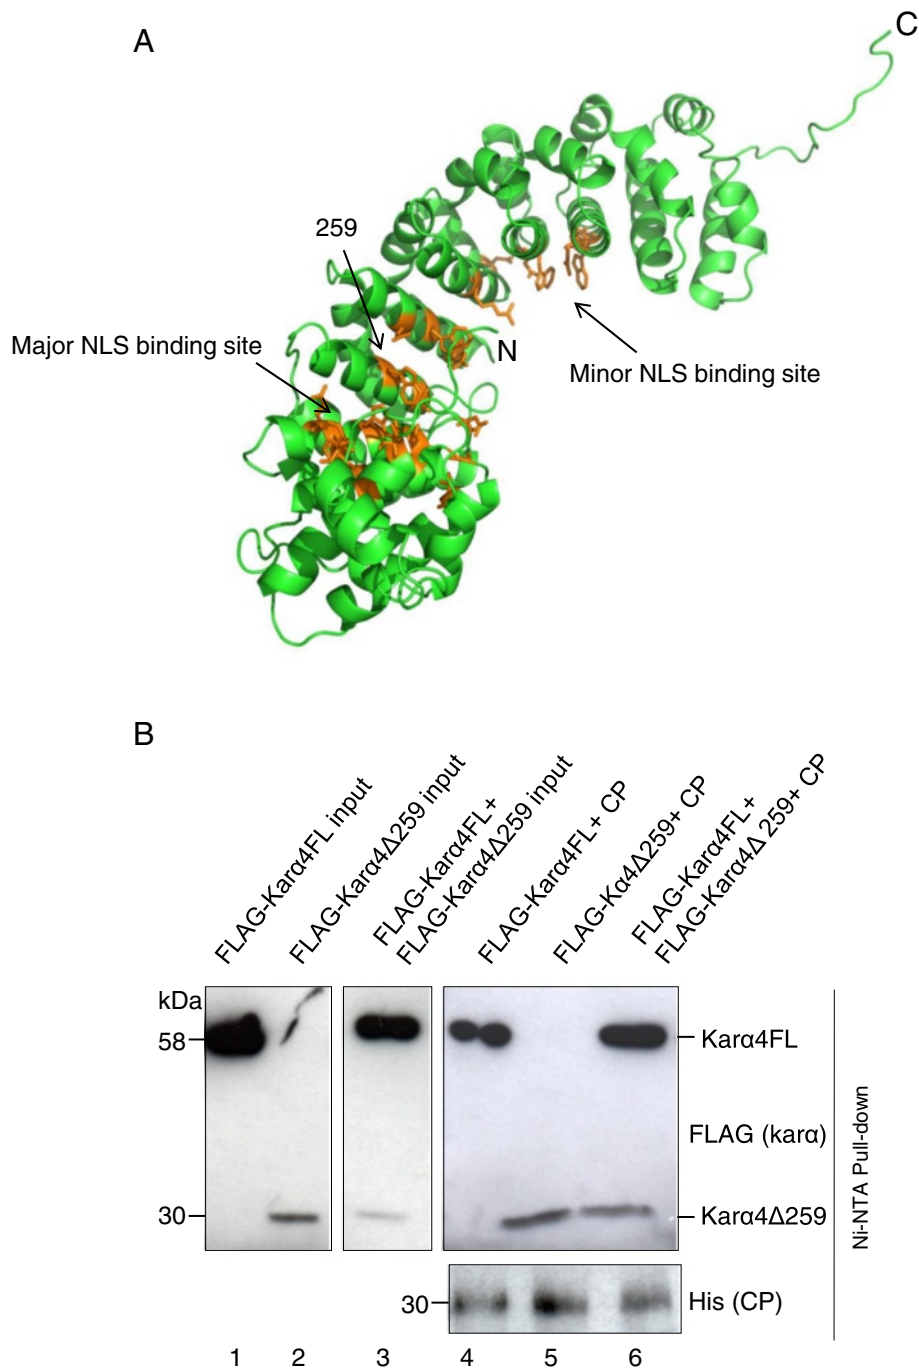 A
C
259
Major NLS binding site
N
Minor NLS binding site
B
FLAG-Karα4FL input
FLAG-Karα4Δ259 input
FLAG-Karα4FL+
FLAG-Karα4Δ259 input
FLAG-Karα4FL+ CP
FLAG-Kα4Δ259+ CP
FLAG-Karα4FL+
FLAG-Karα4Δ 259+ CP
kDa
58
Karα4FL
FLAG (karα)
30
Karα4Δ259
Ni-NTA Pull-down
30
His (CP)
1 2 3 4 5 6